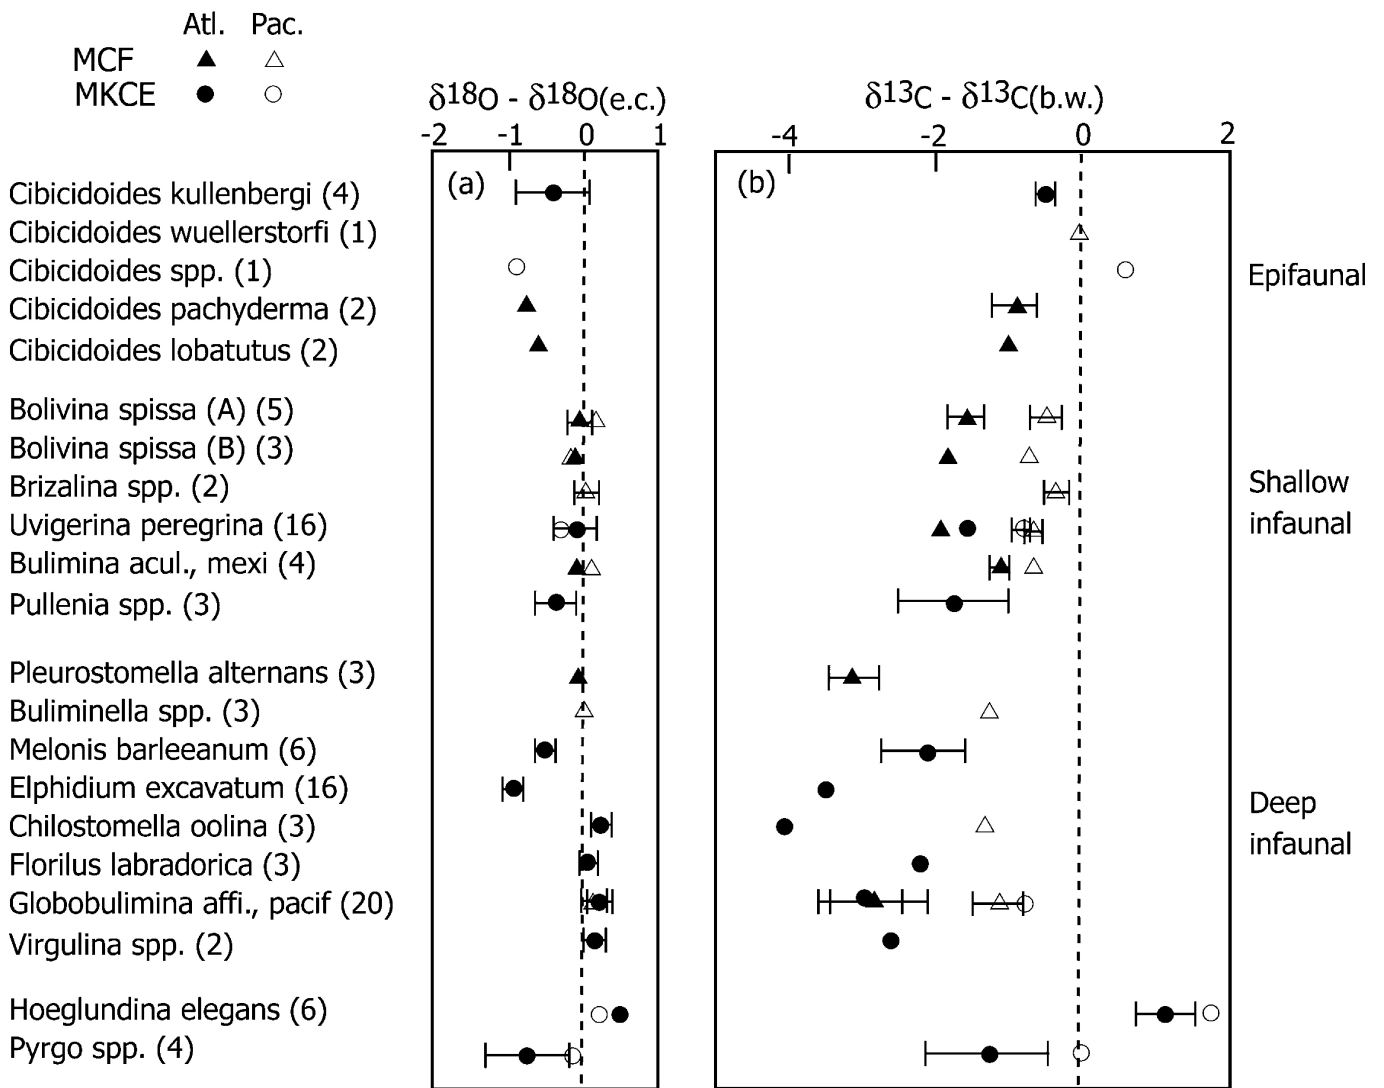 Atl. Pac.
MCF
MKCE
δ18O - δ18O(e.c.)
δ13C - δ13C(b.w.)
-2 -1 0 1
-4 -2 0 2
(a)
(b)
Cibicidoides kullenbergi (4)
Cibicidoides wuellerstorfi (1)
Cibicidoides spp. (1)
Cibicidoides pachyderma (2)
Cibicidoides lobatutus (2)
Epifaunal
Bolivina spissa (A) (5)
Bolivina spissa (B) (3)
Brizalina spp. (2)
Uvigerina peregrina (16)
Bulimina acul., mexi (4)
Pullenia spp. (3)
Shallow
infaunal
Pleurostomella alternans (3)
Buliminella spp. (3)
Melonis barleeanum (6)
Elphidium excavatum (16)
Chilostomella oolina (3)
Florilus labradorica (3)
Globobulimina affi., pacif (20)
Virgulina spp. (2)
Deep
infaunal
Hoeglundina elegans (6)
Pyrgo spp. (4)